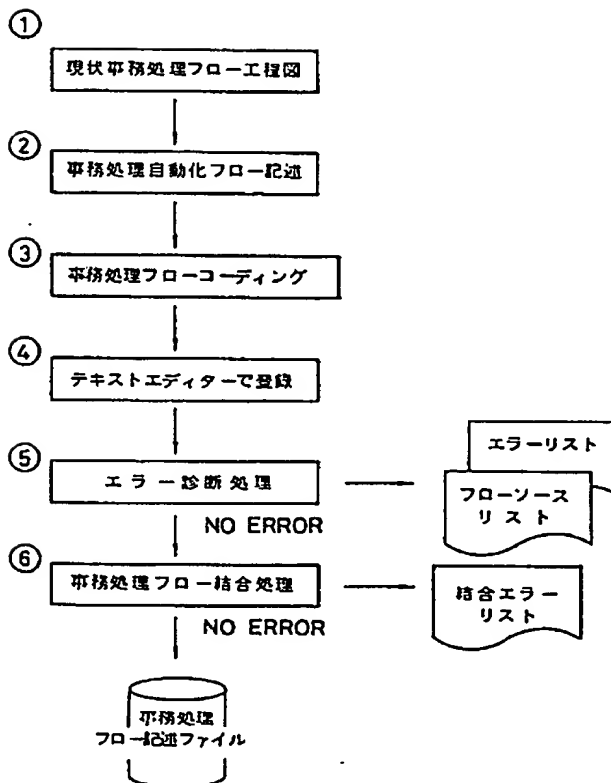 ①
現状事務処理フロー工程図
②
事務処理自動化フロー記述
③
事務処理フローコーディング
④
テキストエディターで登録
⑤
エラー診断処理
エラーリスト
フローソース
リスト
NO ERROR
⑥
事務処理フロー結合処理
結合エラー
リスト
NO ERROR
事務処理
フロー記述ファイル